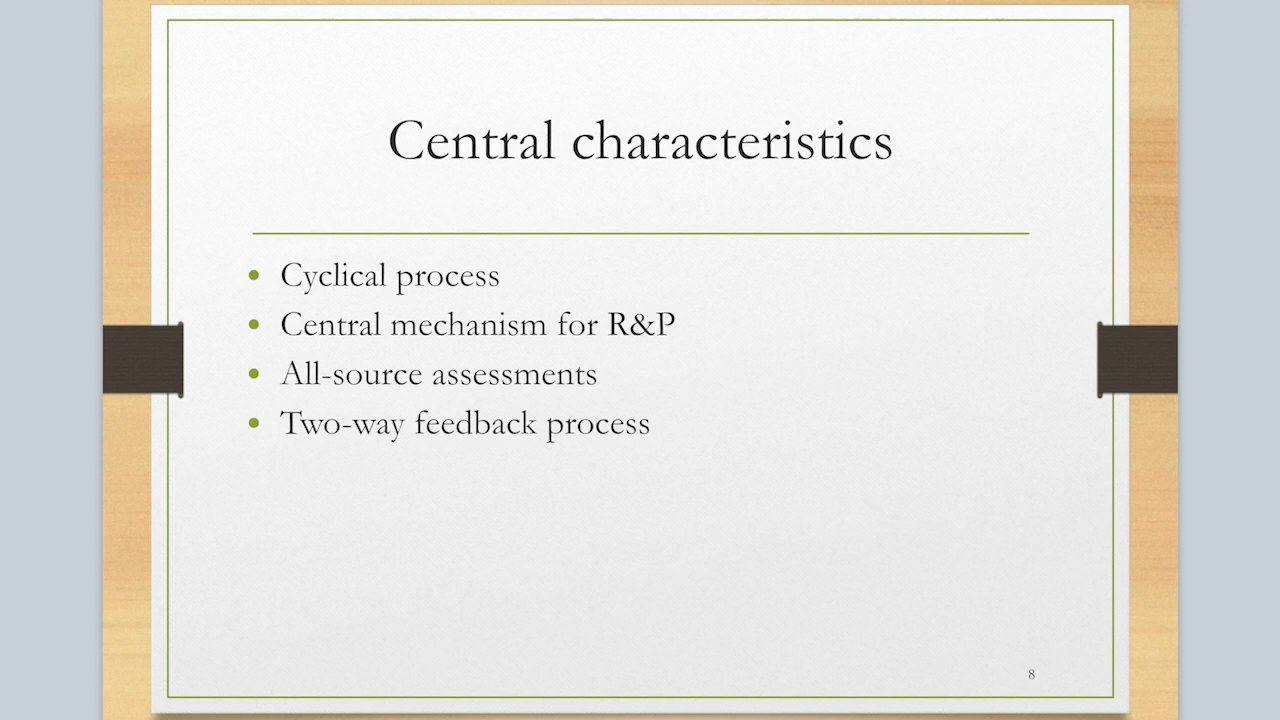 Central characteristics
• Cyclical process
• Central mechanism for R&P
• All-source assessments
• Two-way feedback process
8